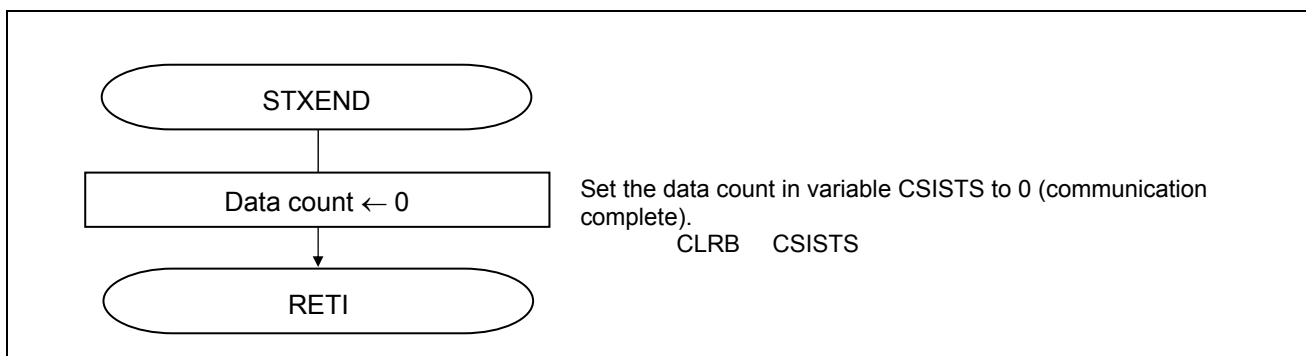 STXEND
Data count ← 0
Set the data count in variable CSISTS to 0 (communication
complete).
CLRB CSISTS
RETI